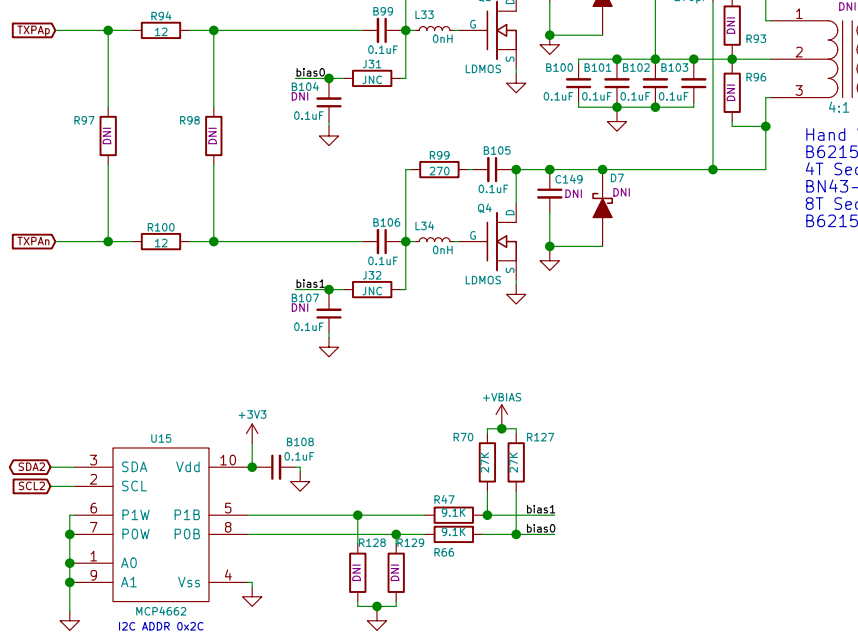 DNI
R94
B99
L33
1
TXPAp
12
G
DNI
R93
0.1uF
0nH
bias0
J31
S
2
B104
JNC
LDMOS
B100
B101
B102
B103
R96
DNI
DNI
0.1uF
0.1uF
0.1uF
0.1uF
3
0.1uF
4:1
R97
DNI
R98
DNI
Hand
B6215
R99
B105
4T Sec
270
0.1uF
C149
DNI
D7
DNI
BN43-
8T Sec
B6215
Q4
D
R100
B106
L34
TXPAn
12
G
0.1uF
0nH
bias1
J32
S
B107
JNC
LDMOS
DNI
0.1uF
+VBIAS
+3V3
U15
B108
R70
R127
0.1uF
27K
27K
SDA2
3
SDA
Vdd
10
SCL2
2
SCL
6
P1W
P1B
5
R47
9.1K
bias1
7
P0W
P0B
8
9.1K
bias0
R128
R129
R66
1
A0
DNI
DNI
9
A1
Vss
4
MCP4662
I2C ADDR 0x2C